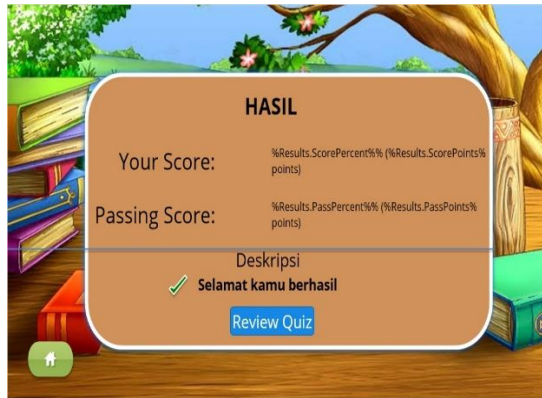 HASIL
Your Score:
%Results.ScorePercent%% (%Results.ScorePoints%
points)
Passing Score:
%Results.PassPercent%% (%Results.PassPoints%
points)
Deskripsi
Selamat kamu berhasil
Review Quiz